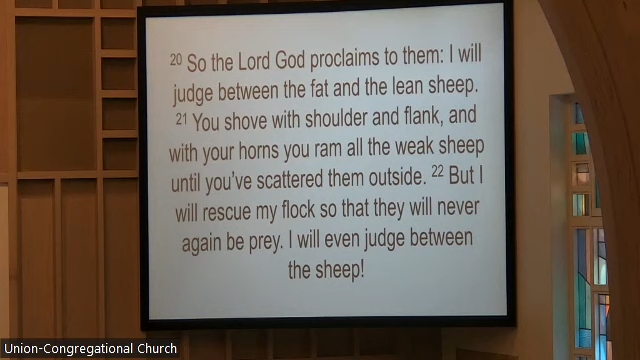 20 So the Lord God proclaims to them: I will
judge between the fat and the lean sheep.
21 You shove with shoulder and flank, and
with your horns you ram all the weak sheep
until you've scattered them outside. 22 But I
will rescue my flock so that they will never
again be prey. I will even judge between
the sheep!
Union-Congregational Church